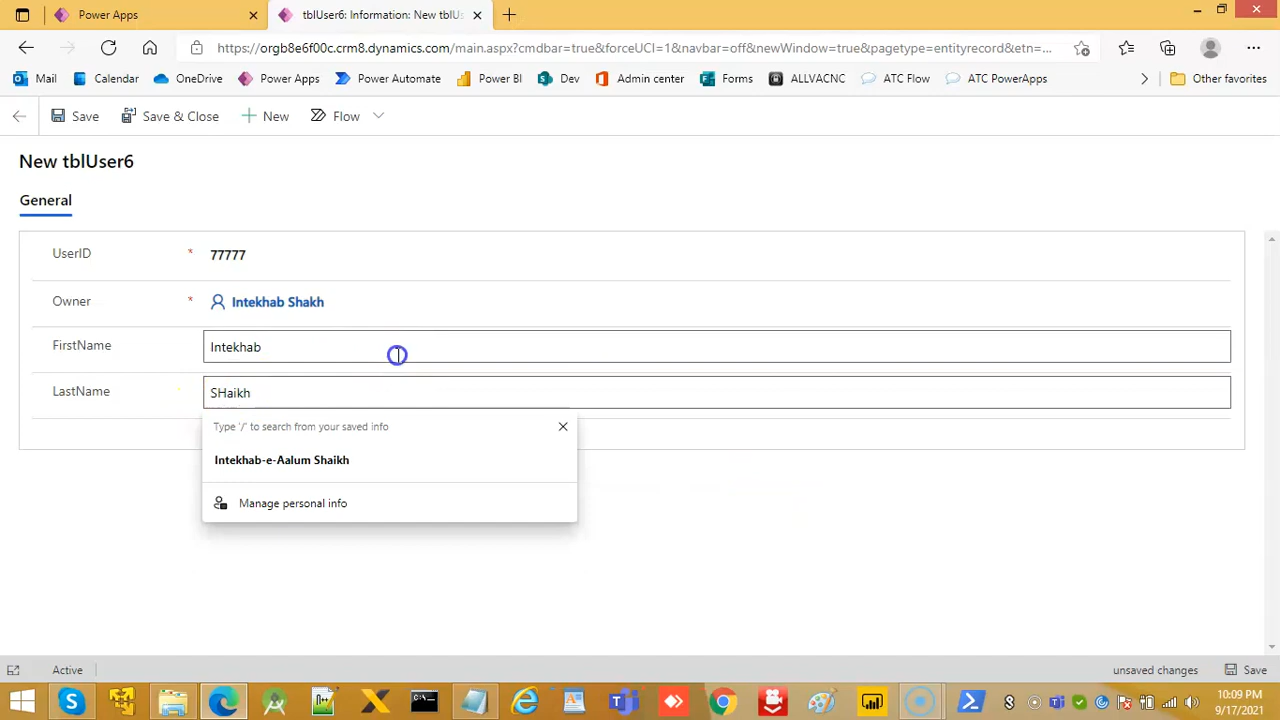 Power Apps
tblUser6: Information: New tblUs
https://orgb8e6f00c.crm8.dynamics.com/main.aspx?cmdbar=true&forceUCI=1&navbar=off&newWindow=true&pagetype=entityrecord&etn=...
Mail
Calendar
OneDrive
Power Apps
Power Automate
Power BI
Dev
Admin center
Forms
ALLVACNC
ATC Flow
ATC PowerApps
Other favorites
Save
Save & Close
New
Flow
New tblUser6
General
UserID * 77777
Owner * Intekhab Shakh
FirstName Intekhab
LastName SHaikh
Type '/' to search from your saved info
Intekhab-e-Aalum Shaikh
Manage personal info
Active
unsaved changes
Save
10:09 PM
9/17/2021